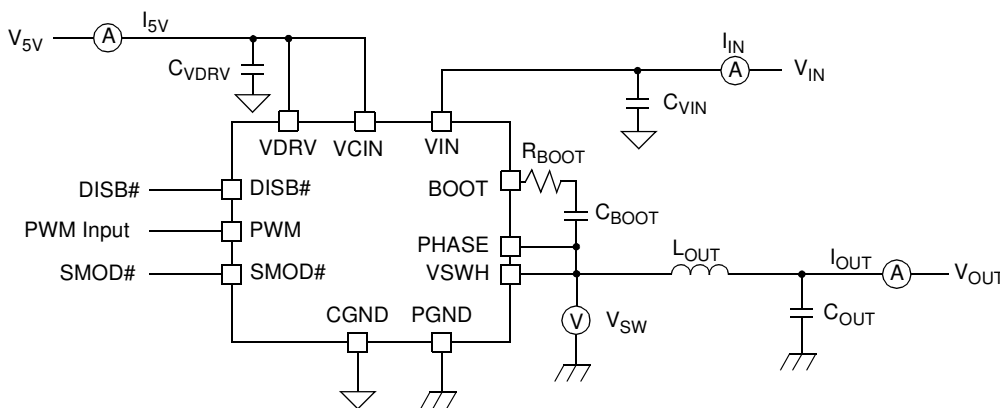 I5V
V5V
A
CVDRV
IIN
A
VIN
CVIN
VDRV
VCIN
VIN
RBOOT
BOOT
DISB#
DISB#
CBOOT
PWM Input
PWM
PHASE
LOUT
SMOD#
SMOD#
VSWH
IOUT
A
VOUT
CGND
PGND
V
VSW
COUT